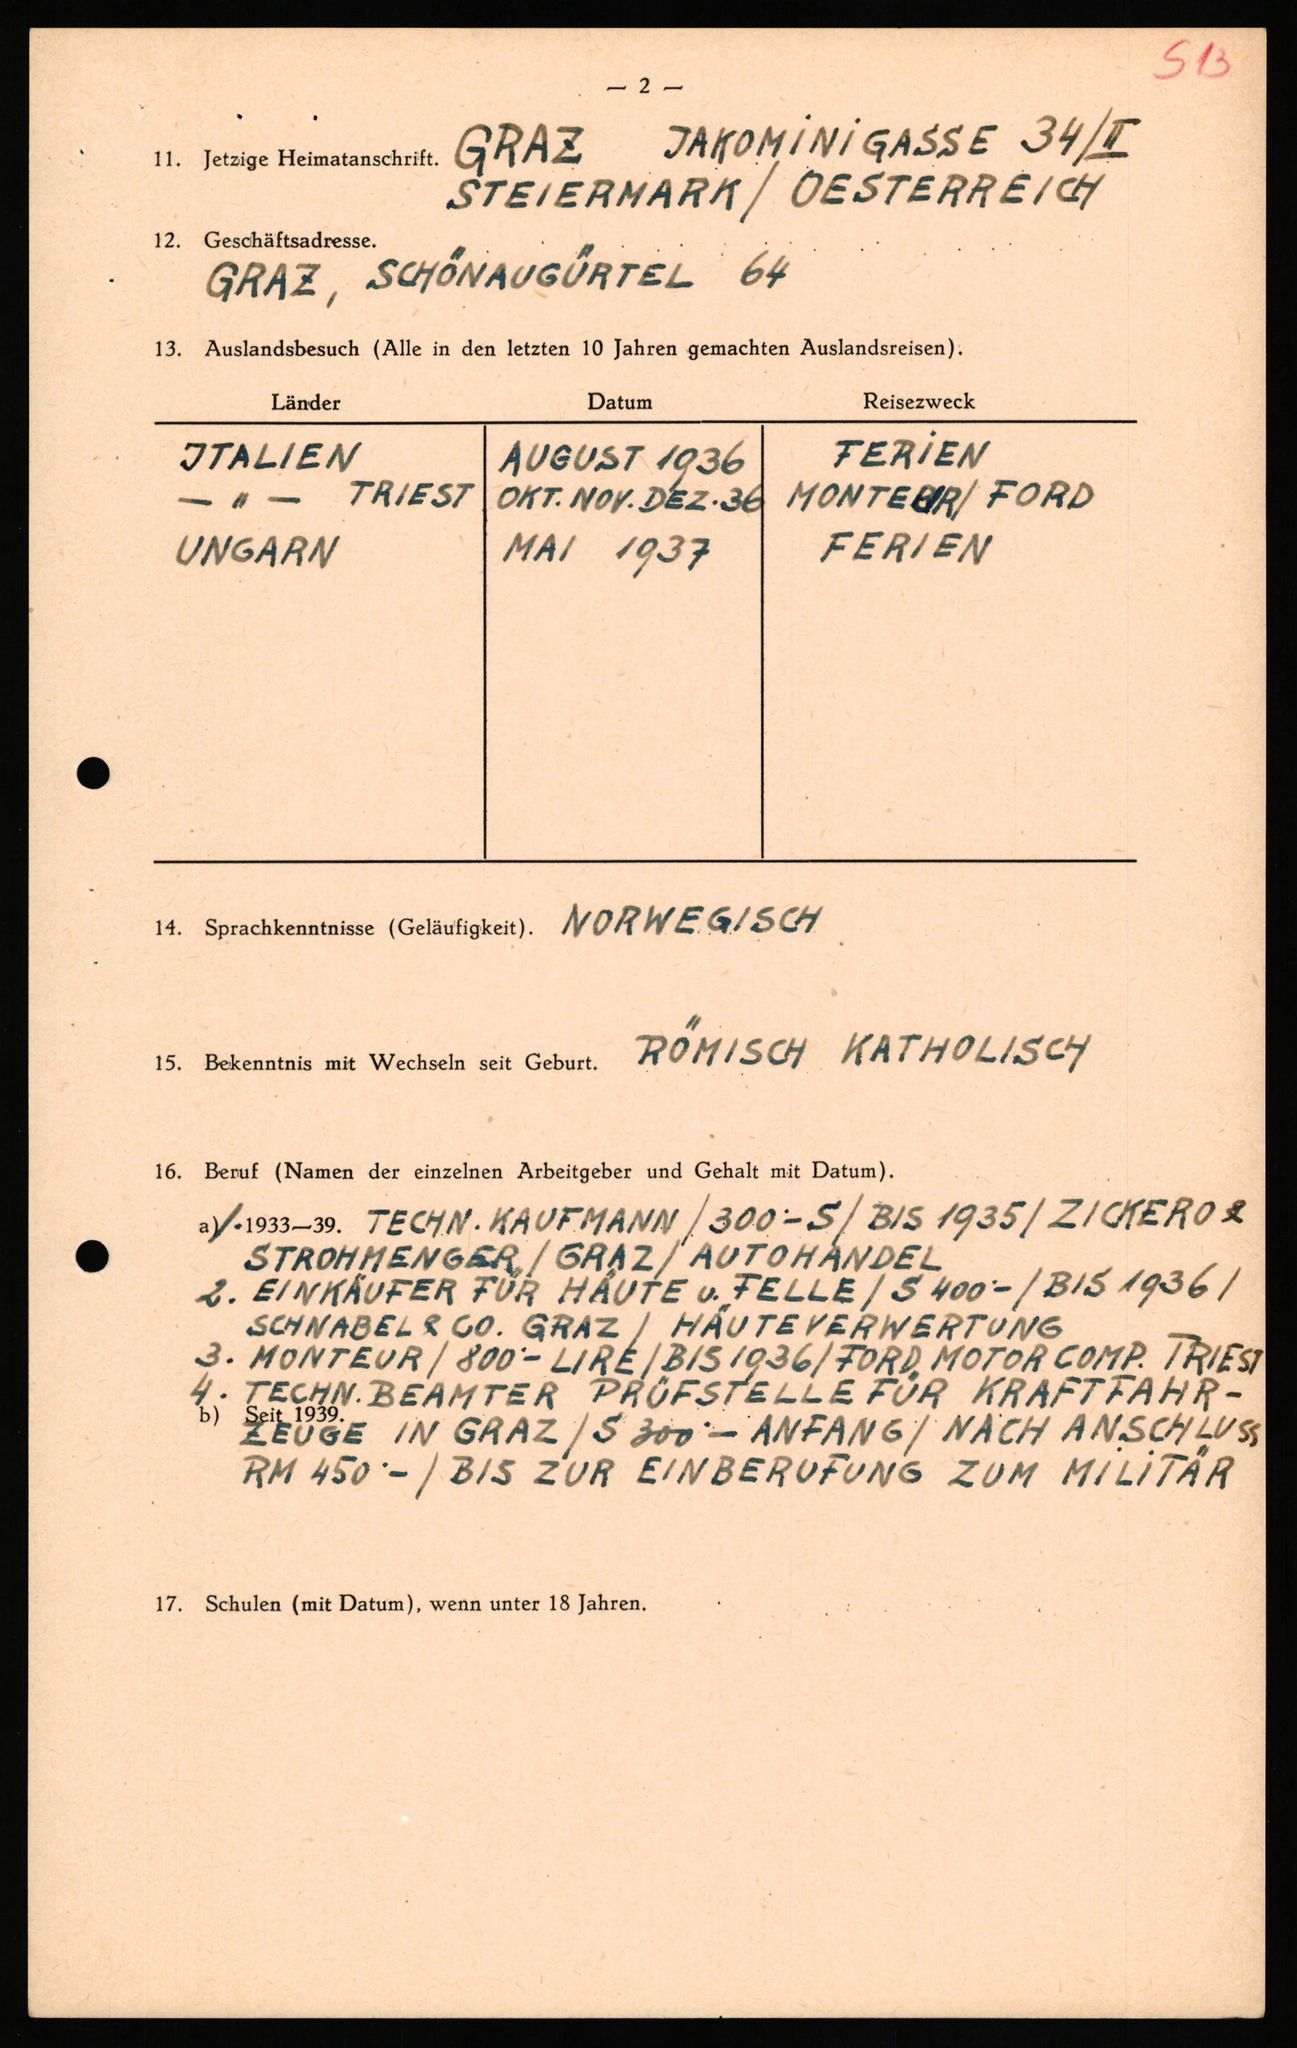 S13
— 2 —
11. Jetzige Heimatanschrift. GRAZ JAKOMINIGASSE 34/II
STEIERMARK / OESTERREICH
12. Geschäftsadresse.
GRAZ, SCHÖNAUGÜRTEL 64
13. Auslandsbesuch (Alle in den letzten 10 Jahren gemachten Auslandsreisen).
Länder Datum Reisezweck
ITALIEN AUGUST 1936 FERIEN
— " — TRIEST OKT. NOV. DEZ. 36 MONTEUR / FORD
UNGARN MAI 1937 FERIEN
14. Sprachkenntnisse (Geläufigkeit). NORWEGISCH
15. Bekenntnis mit Wechseln seit Geburt. RÖMISCH KATHOLISCH
16. Beruf (Namen der einzelnen Arbeitgeber und Gehalt mit Datum).
a) 1. 1933—39. TECHN. KAUFMANN / 300·- S / BIS 1935 / ZICKERO &
STROHMENGER / GRAZ / AUTOHANDEL
2. EINKÄUFER FÜR HÄUTE u. FELLE / S 400·- / BIS 1936 /
SCHNABEL & CO. GRAZ / HÄUTEVERWERTUNG
3. MONTEUR / 800·- LIRE / BIS 1936 / FORD MOTOR COMP. TRIEST
4. TECHN. BEAMTER PRÜFSTELLE FÜR KRAFTFAHR-
b) Seit 1939.
ZEUGE IN GRAZ / S 300·- ANFANG / NACH ANSCHLUSS
RM 450·- / BIS ZUR EINBERUFUNG ZUM MILITÄR
17. Schulen (mit Datum), wenn unter 18 Jahren.